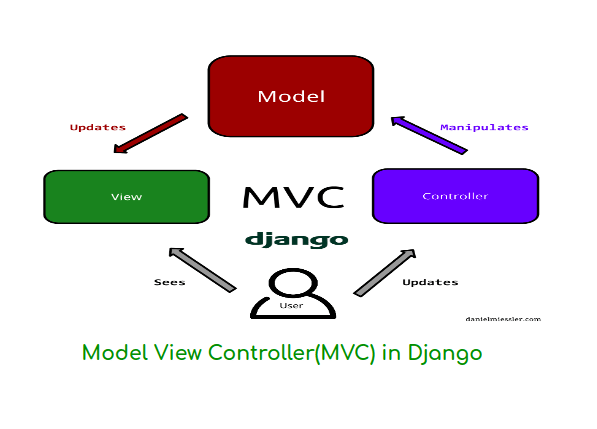 Model
Updates
Manipulates
View
MVC
Controller
django
Sees
User
Updates
danielmiessler.com
Model View Controller(MVC) in Django